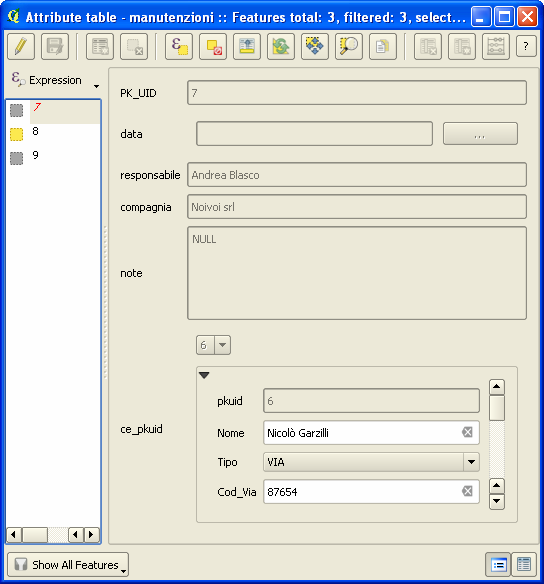 Attribute table - manutenzioni :: Features total: 3, filtered: 3, select...
?
Expression
7
8
9
PK_UID
7
data
...
responsabile
Andrea Blasco
compagnia
Noivoi srl
note
NULL
6
ce_pkuid
pkuid
6
Nome
Nicolò Garzilli
Tipo
VIA
Cod_Via
87654
Show All Features